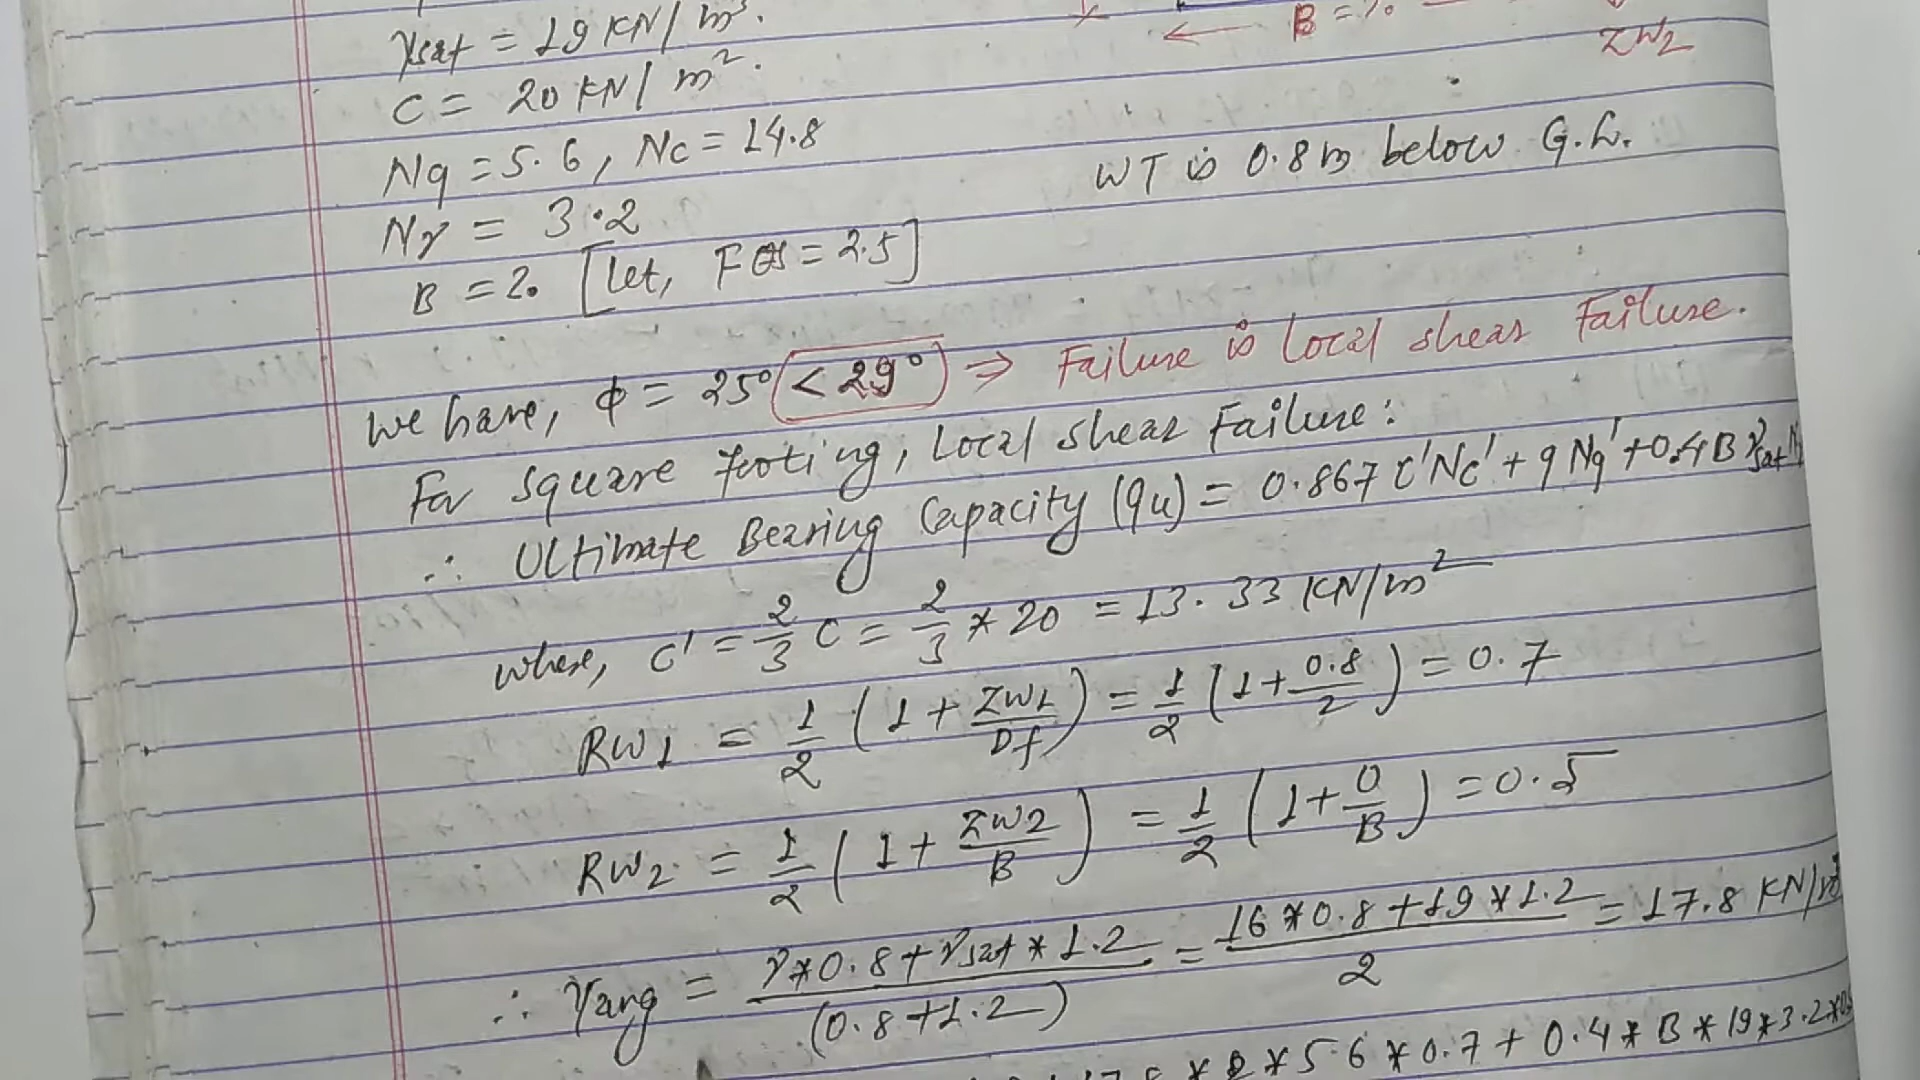 γsat = 19 KN/m³.
B = ?
ZW2
C = 20 KN/m².
Nq = 5.6, Nc = 14.8
WT is 0.8m below G.L.
Nγ = 3.2
B = ?. [Let, FOS = 2.5]
We have, φ = 25° < 29° ⇒ Failure is local shear Failure.
For square footing, Local shear Failure:
∴ Ultimate Bearing Capacity (qu) = 0.867 C'Nc' + qNq' + 0.4Bγsat
where, C' = 2/3 C = 2/3 * 20 = 13.33 KN/m²
RW1 = 1/2 (1 + ZW1/Df) = 1/2 (1 + 0.8/2) = 0.7
RW2 = 1/2 (1 + ZW2/B) = 1/2 (1 + 0/B) = 0.5
∴ γavg = γ*0.8 + γsat*1.2/(0.8+1.2) = 16*0.8+19*1.2/2 = 17.8 KN/m³
*2*5.6*0.7+0.4*B*19*3.2*0.5